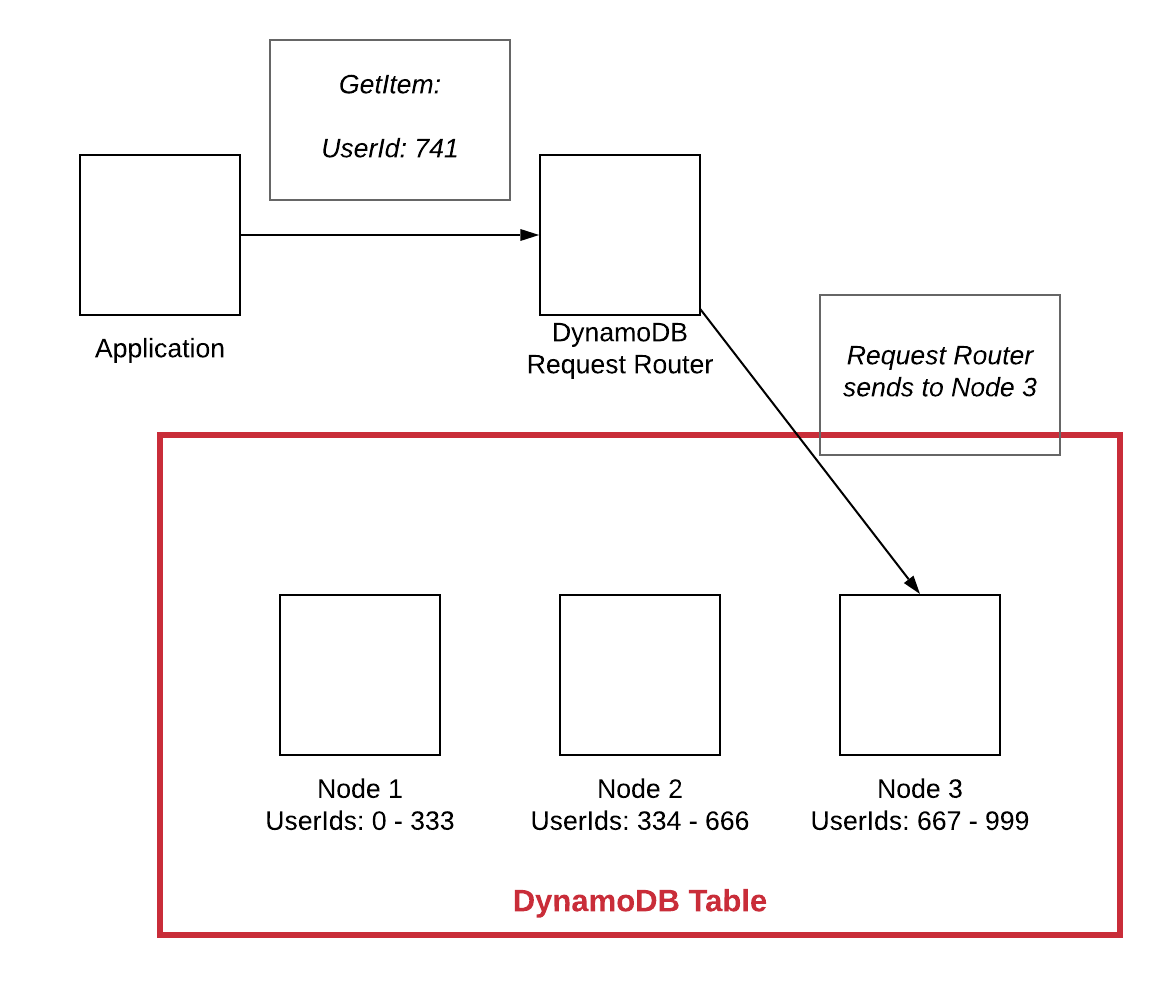 GetItem:
UserId: 741
Application
DynamoDB
Request Router
Request Router
sends to Node 3
Node 1
UserIds: 0 - 333
Node 2
UserIds: 334 - 666
Node 3
UserIds: 667 - 999
DynamoDB Table